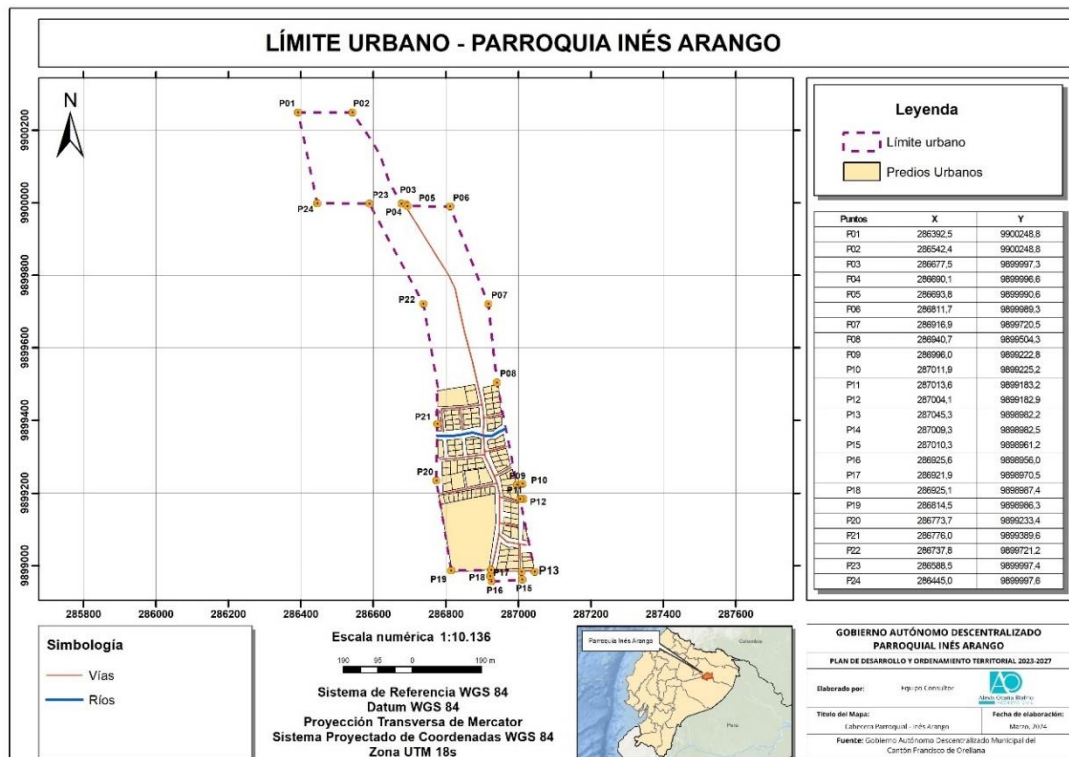 LÍMITE URBANO - PARROQUIA INÉS ARANGO
N
P01
P02
P03
P23
P05
P06
P24
P04
P22
P07
P08
P21
P20
P09
P10
P11
P12
P19
P18
P17
P13
P16
P15
9900200
9900000
9899800
9899600
9899400
9899200
9899000
285800 286000 286200 286400 286600 286800 287000 287200 287400 287600
Leyenda
Límite urbano
Predios Urbanos
Puntos X Y
P01 286392,5 9900248,8
P02 286542,4 9900248,8
P03 286677,5 9899997,3
P04 286690,1 9899996,6
P05 286693,8 9899990,6
P06 286811,7 9899989,3
P07 286916,9 9899720,5
P08 286940,7 9899504,3
P09 286996,0 9899222,8
P10 287011,9 9899225,2
P11 287013,6 9899183,2
P12 287004,1 9899182,9
P13 287045,3 9898982,2
P14 287009,3 9898982,5
P15 287010,3 9898961,2
P16 286925,6 9898956,0
P17 286921,9 9898970,5
P18 286925,1 9898987,4
P19 286814,5 9898986,3
P20 286773,7 9899233,4
P21 286776,0 9899389,6
P22 286737,8 9899721,2
P23 286588,5 9899997,4
P24 286445,0 9899997,6
Simbología
Vías
Ríos
Escala numérica 1:10.136
190 95 0 190 m
Sistema de Referencia WGS 84
Datum WGS 84
Proyección Transversa de Mercator
Sistema Proyectado de Coordenadas WGS 84
Zona UTM 18s
Parroquia Inés Arango
Colombia
Perú
GOBIERNO AUTÓNOMO DESCENTRALIZADO
PARROQUIAL INÉS ARANGO
PLAN DE DESARROLLO Y ORDENAMIENTO TERRITORIAL 2023-2027
Elaborado por: Equipo Consultor
AO
Título del Mapa: Fecha de elaboración:
Cabecera Parroquial - Inés Arango Marzo, 2024
Fuente: Gobierno Autónomo Descentralizado Municipal del
Cantón Francisco de Orellana